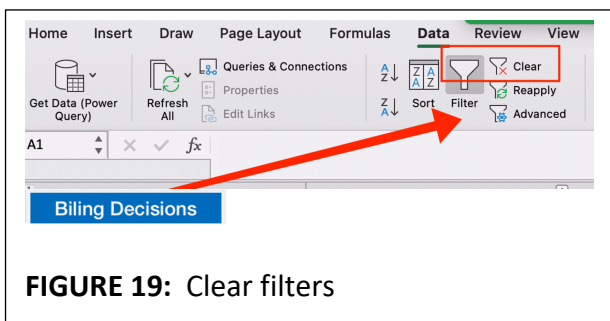 Home Insert Draw Page Layout Formulas Data Review View
Get Data (Power
Query)
Refresh
All
Queries & Connections
Properties
Edit Links
A
Z
Z
A
Z A
A Z
Sort
Filter
Clear
Reapply
Advanced
A1 fx
Biling Decisions
FIGURE 19: Clear filters